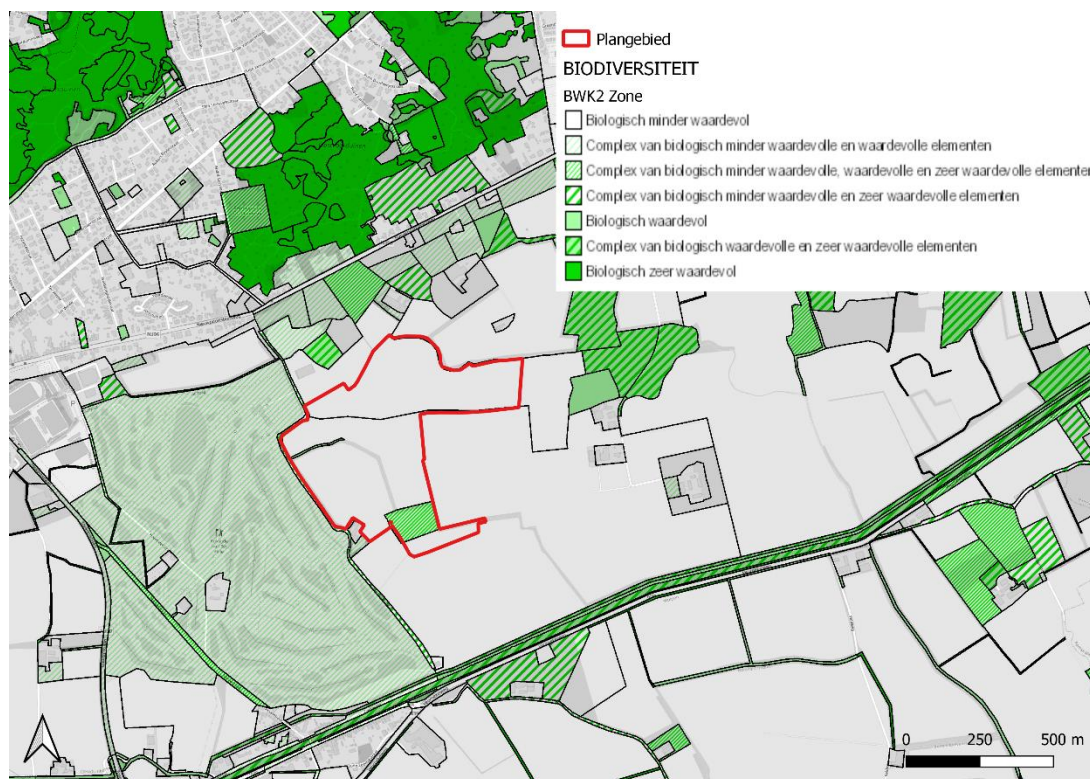 Plangebied
BIODIVERSITEIT
BWK2 Zone
Biologisch minder waardevol
Complex van biologisch minder waardevolle en waardevolle elementen
Complex van biologisch minder waardevolle, waardevolle en zeer waardevolle elementen
Complex van biologisch minder waardevolle en zeer waardevolle elementen
Biologisch waardevol
Complex van biologisch waardevolle en zeer waardevolle elementen
Biologisch zeer waardevol
0 250 500 m